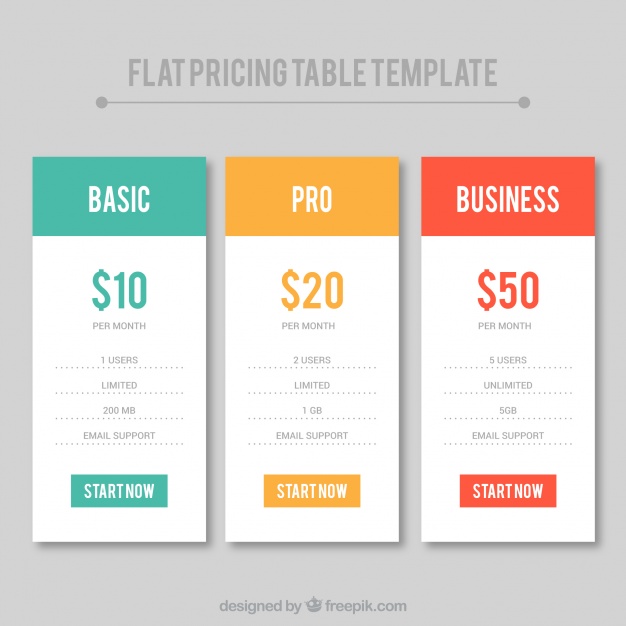 FLAT PRICING TABLE TEMPLATE
BASIC
$10
PER MONTH
1 USERS
LIMITED
200 MB
EMAIL SUPPORT
START NOW
PRO
$20
PER MONTH
2 USERS
LIMITED
1 GB
EMAIL SUPPORT
START NOW
BUSINESS
$50
PER MONTH
5 USERS
UNLIMITED
5GB
EMAIL SUPPORT
START NOW
designed by freepik.com